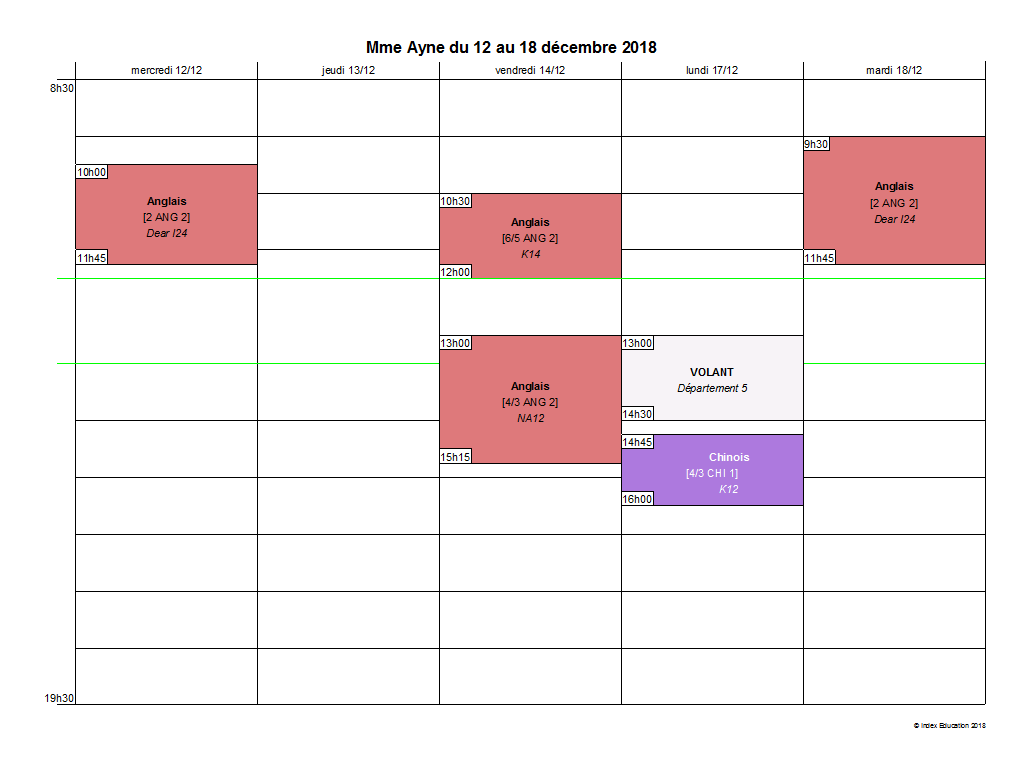 Mme Ayne du 12 au 18 décembre 2018
mercredi 12/12
jeudi 13/12
vendredi 14/12
lundi 17/12
mardi 18/12
8h30
10h00
Anglais
[2 ANG 2]
Dear I24
11h45
10h30
Anglais
[6/5 ANG 2]
K14
12h00
13h00
Anglais
[4/3 ANG 2]
NA12
15h15
13h00
VOLANT
Département 5
14h30
14h45
Chinois
[4/3 CHI 1]
K12
16h00
9h30
Anglais
[2 ANG 2]
Dear I24
11h45
19h30
© Index Education 2018